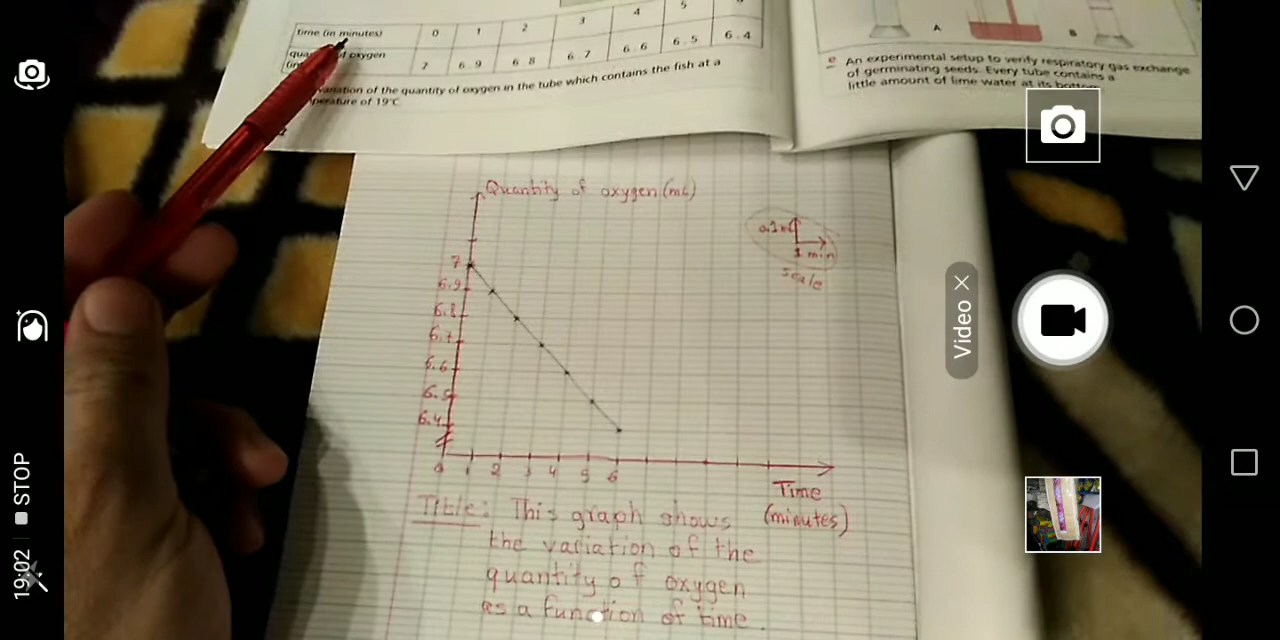 time (in minutes) 0 1 2 3 4 5
oxygen 7 6.9 6.8 6.7 6.6 6.5 6.4
variation of the quantity of oxygen in the tube which contains the fish at a
temperature of 19°C
A B
e An experimental setup to verify respiratory gas exchange
of germinating seeds. Every tube contains a
little amount of lime water at its bottom
Quantity of oxygen (mL)
1 min
scale
7
6.9
6.8
6.7
6.6
6.5
6.4
0 1 2 3 4 5 6
Time
(minutes)
Title: This graph shows
the variation of the
quantity of oxygen
as a function of time.
Video X
19:02 STOP